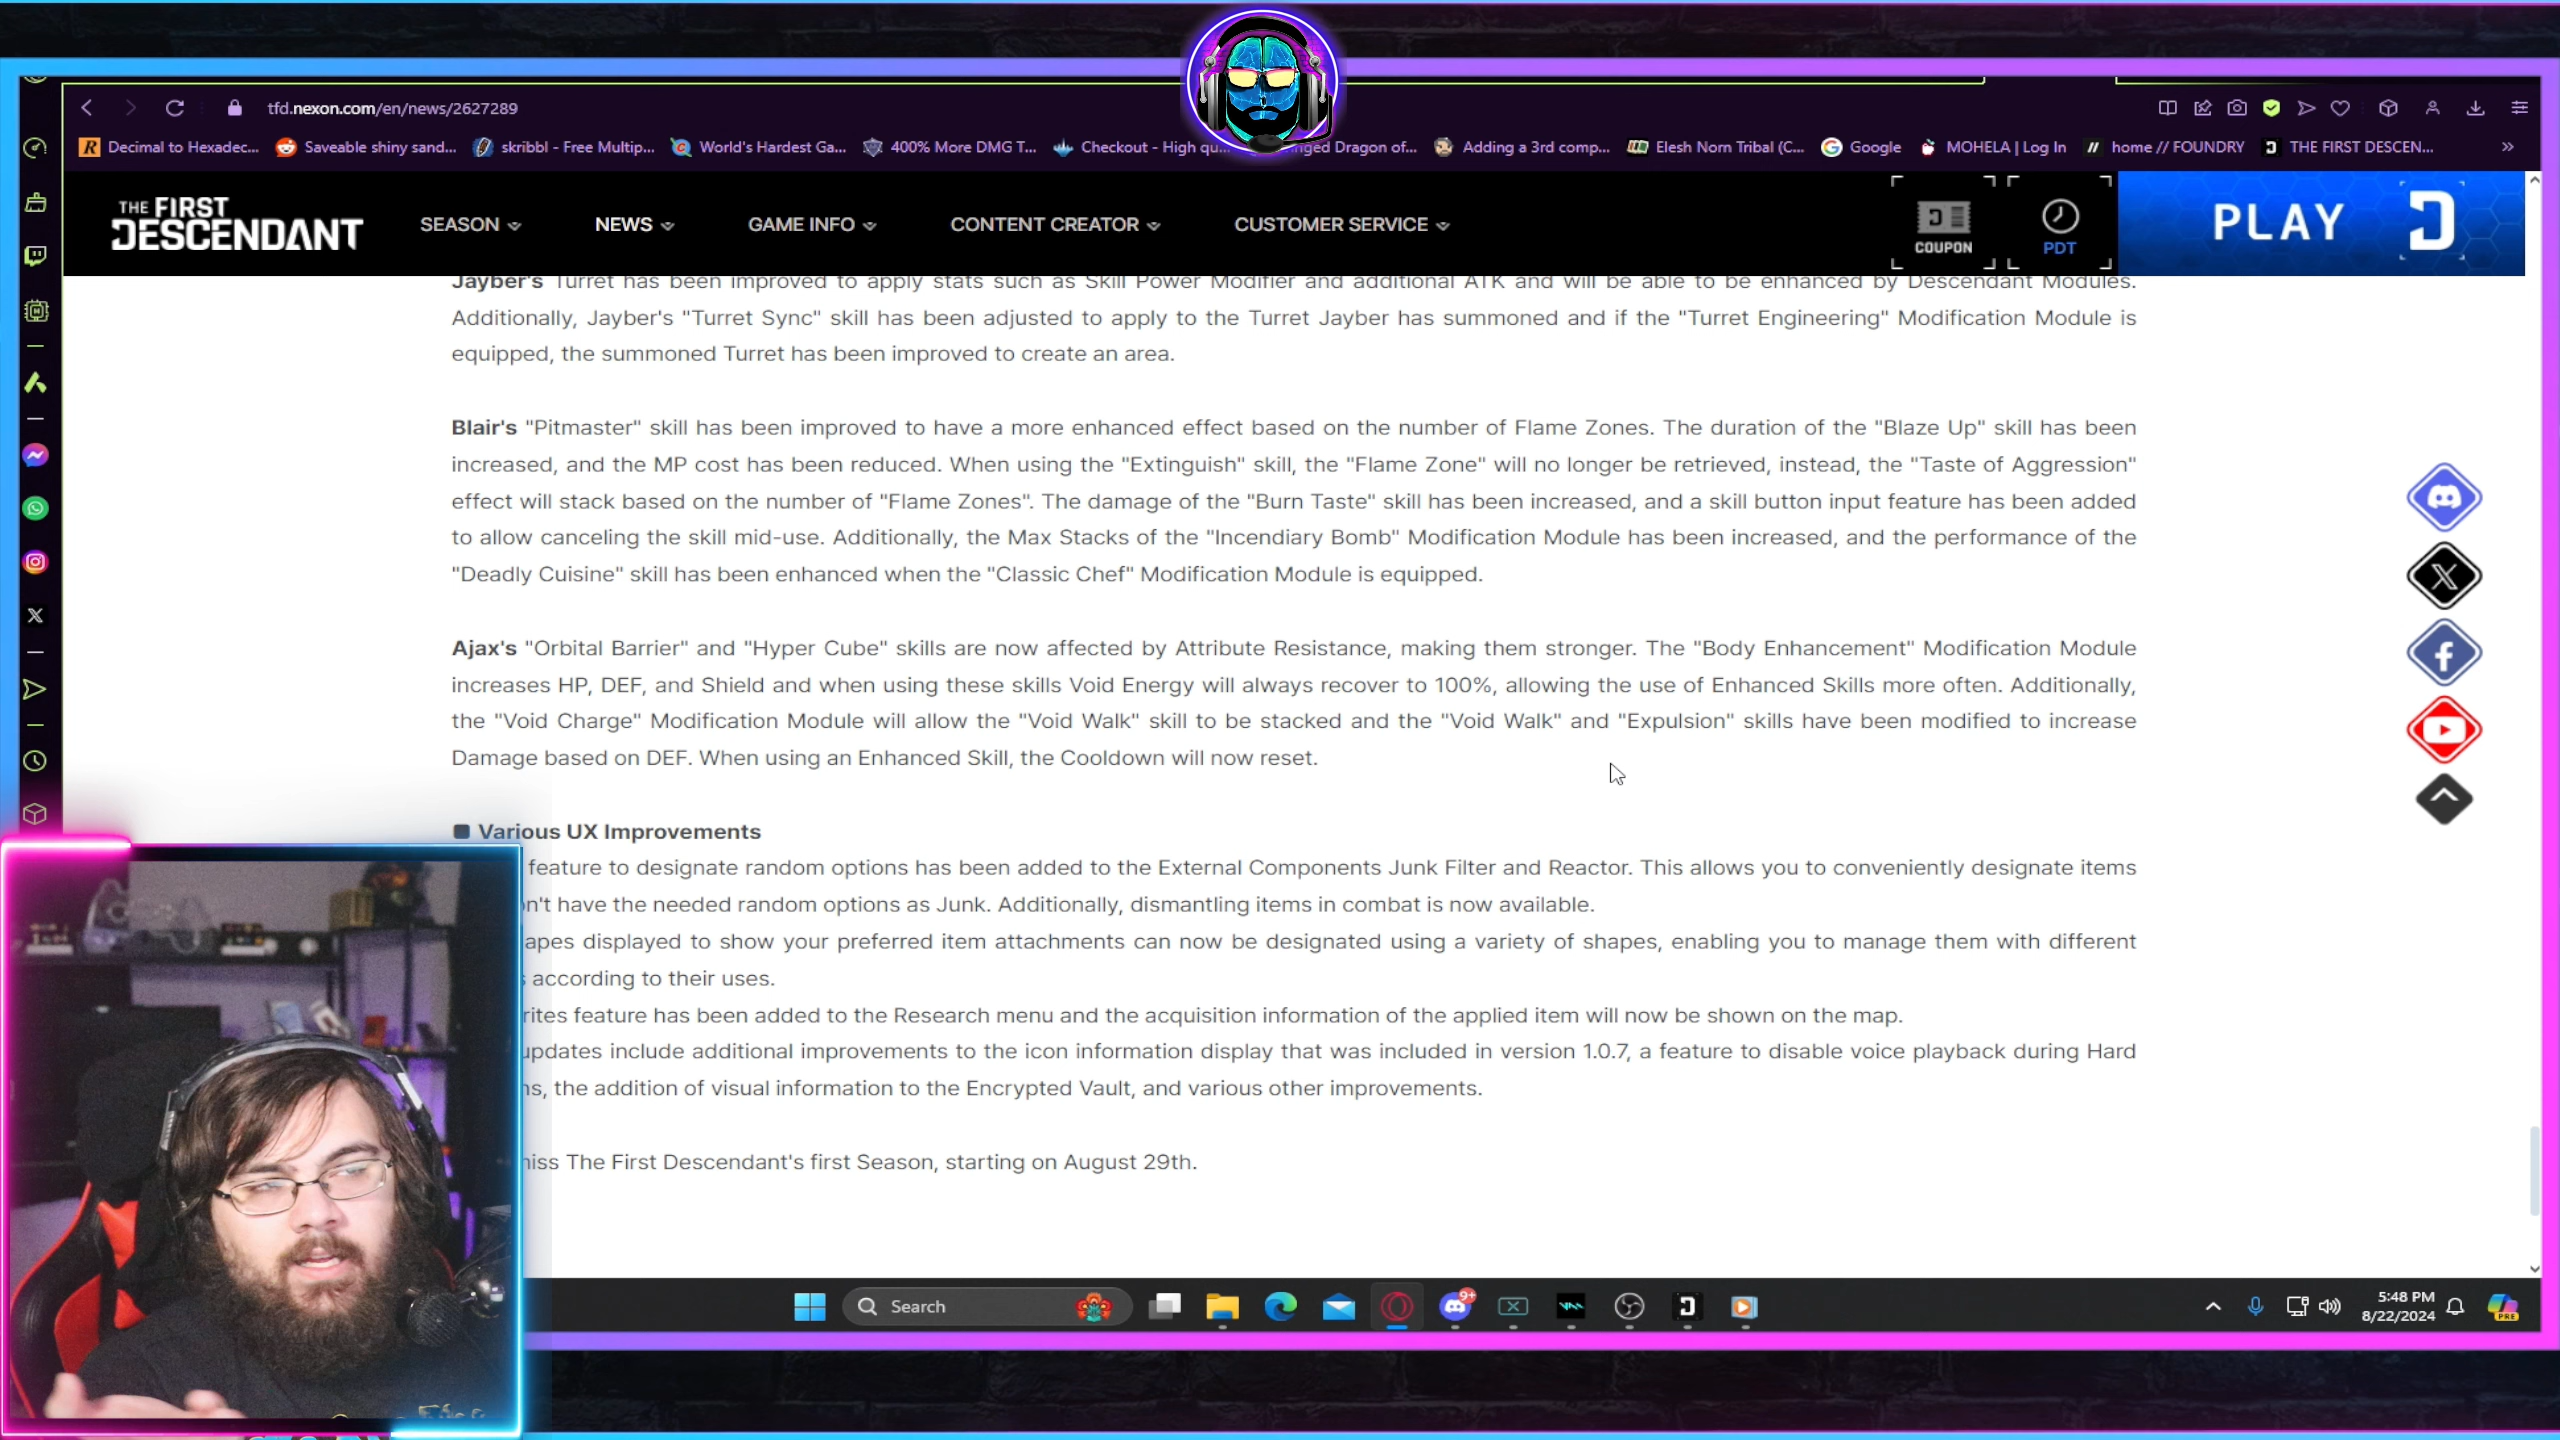 tfd.nexon.com/en/news/2627289
Decimal to Hexadec... Saveable shiny sand... skribbl - Free Multip... World's Hardest Ga... 400% More DMG T... Checkout - High qu... nged Dragon of... Adding a 3rd comp... Elesh Norn Tribal (C... Google MOHELA | Log In home // FOUNDRY THE FIRST DESCEN...
THE FIRST
DESCENDANT
SEASON NEWS GAME INFO CONTENT CREATOR CUSTOMER SERVICE
COUPON PDT PLAY
Jayber's Turret has been improved to apply stats such as Skill Power Modifier and additional ATK and will be able to be enhanced by Descendant Modules.
Additionally, Jayber's "Turret Sync" skill has been adjusted to apply to the Turret Jayber has summoned and if the "Turret Engineering" Modification Module is
equipped, the summoned Turret has been improved to create an area.
Blair's "Pitmaster" skill has been improved to have a more enhanced effect based on the number of Flame Zones. The duration of the "Blaze Up" skill has been
increased, and the MP cost has been reduced. When using the "Extinguish" skill, the "Flame Zone" will no longer be retrieved, instead, the "Taste of Aggression"
effect will stack based on the number of "Flame Zones". The damage of the "Burn Taste" skill has been increased, and a skill button input feature has been added
to allow canceling the skill mid-use. Additionally, the Max Stacks of the "Incendiary Bomb" Modification Module has been increased, and the performance of the
"Deadly Cuisine" skill has been enhanced when the "Classic Chef" Modification Module is equipped.
Ajax's "Orbital Barrier" and "Hyper Cube" skills are now affected by Attribute Resistance, making them stronger. The "Body Enhancement" Modification Module
increases HP, DEF, and Shield and when using these skills Void Energy will always recover to 100%, allowing the use of Enhanced Skills more often. Additionally,
the "Void Charge" Modification Module will allow the "Void Walk" skill to be stacked and the "Void Walk" and "Expulsion" skills have been modified to increase
Damage based on DEF. When using an Enhanced Skill, the Cooldown will now reset.
Various UX Improvements
feature to designate random options has been added to the External Components Junk Filter and Reactor. This allows you to conveniently designate items
n't have the needed random options as Junk. Additionally, dismantling items in combat is now available.
apes displayed to show your preferred item attachments can now be designated using a variety of shapes, enabling you to manage them with different
s according to their uses.
rites feature has been added to the Research menu and the acquisition information of the applied item will now be shown on the map.
updates include additional improvements to the icon information display that was included in version 1.0.7, a feature to disable voice playback during Hard
ns, the addition of visual information to the Encrypted Vault, and various other improvements.
niss The First Descendant's first Season, starting on August 29th.
Search
9+
5:48 PM
8/22/2024
PRE